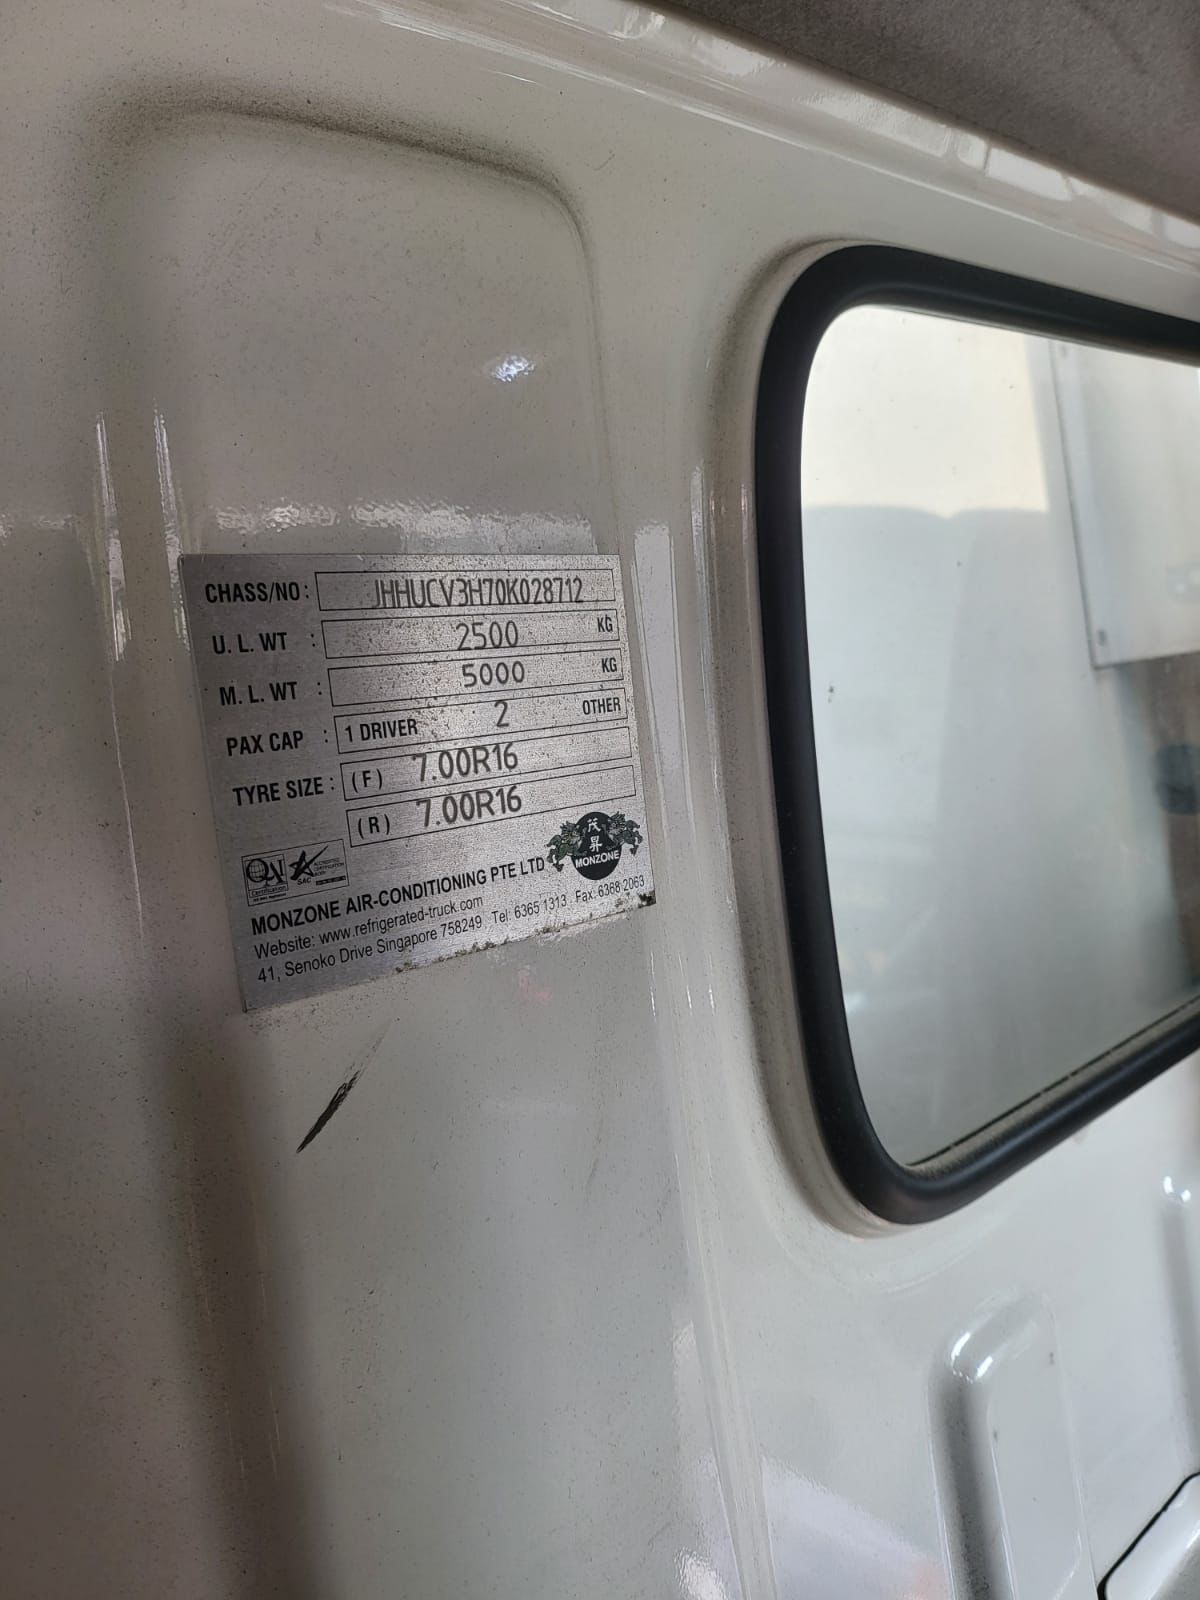 CHASS/NO: JHHUCV3H70K028712
U. L. WT : 2500 KG
M. L. WT : 5000 KG
PAX CAP : 1 DRIVER 2 OTHER
TYRE SIZE : (F) 7.00R16
(R) 7.00R16
茂
昇
MONZONE
SAC
MONZONE AIR-CONDITIONING PTE LTD
Website: www.refrigerated-truck.com
41, Senoko Drive Singapore 758249 Tel: 6365 1313 Fax: 6368 2063